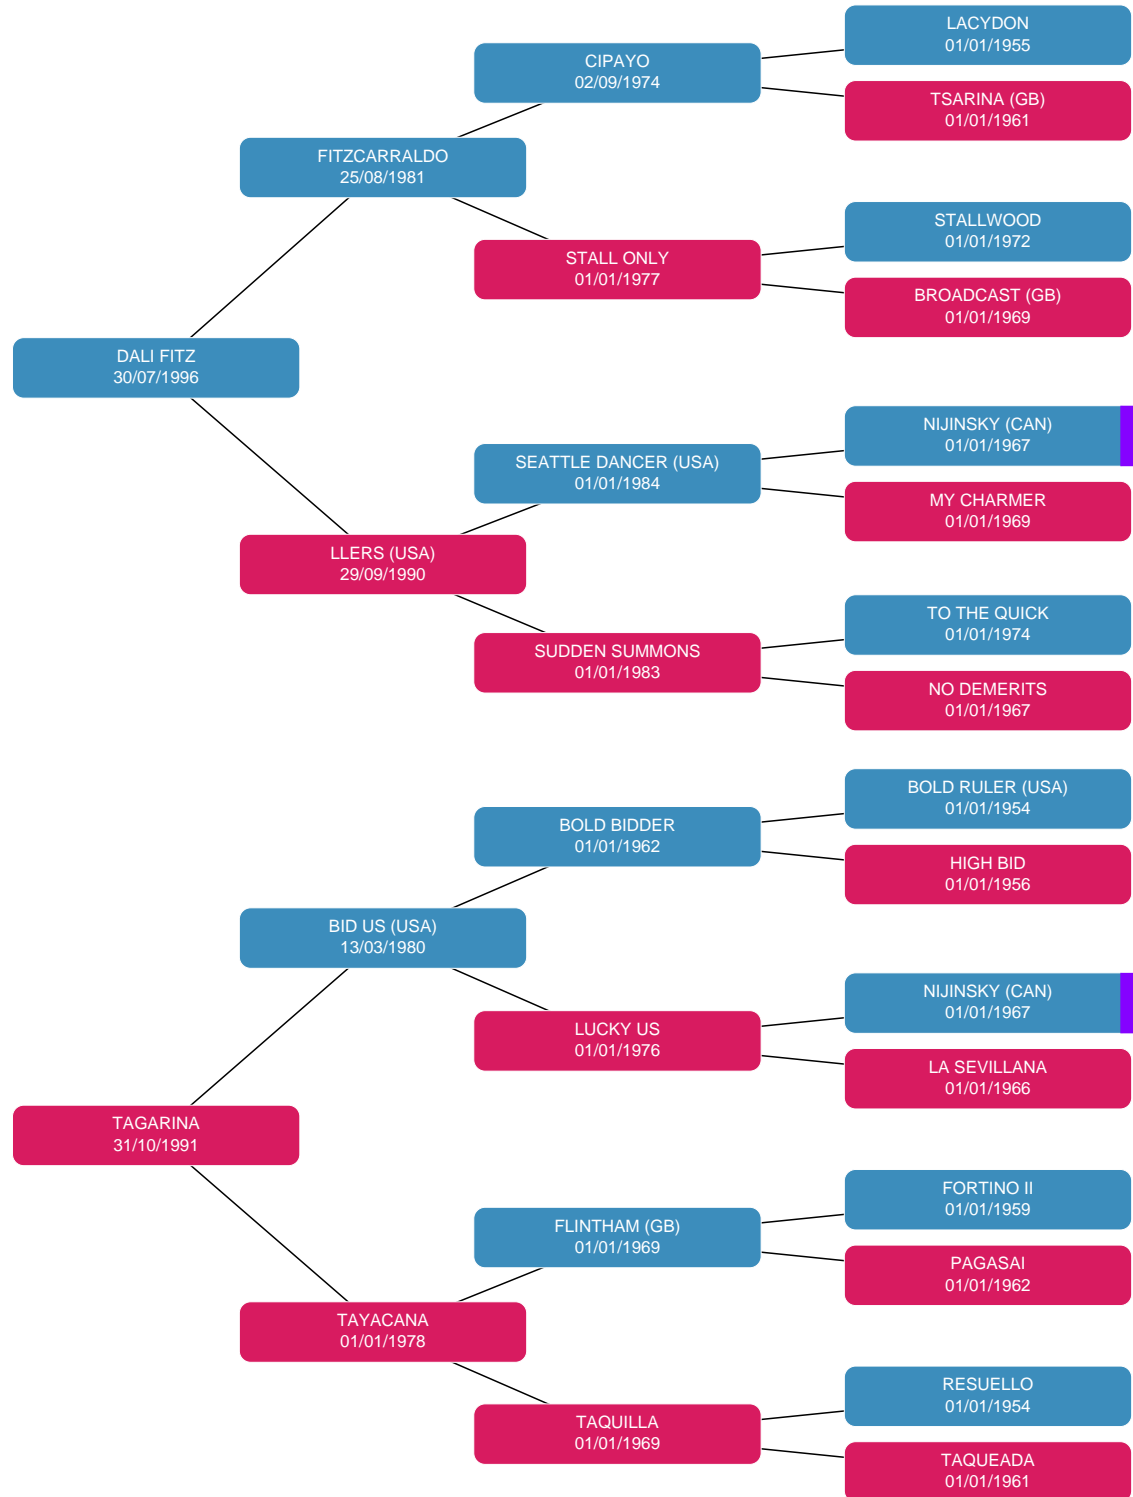 LACYDON
01/01/1955
CIPAYO
02/09/1974
TSARINA (GB)
01/01/1961
FITZCARRALDO
25/08/1981
STALLWOOD
01/01/1972
STALL ONLY
01/01/1977
BROADCAST (GB)
01/01/1969
DALI FITZ
30/07/1996
NIJINSKY (CAN)
01/01/1967
SEATTLE DANCER (USA)
01/01/1984
MY CHARMER
01/01/1969
LLERS (USA)
29/09/1990
TO THE QUICK
01/01/1974
SUDDEN SUMMONS
01/01/1983
NO DEMERITS
01/01/1967
BOLD RULER (USA)
01/01/1954
BOLD BIDDER
01/01/1962
HIGH BID
01/01/1956
BID US (USA)
13/03/1980
NIJINSKY (CAN)
01/01/1967
LUCKY US
01/01/1976
LA SEVILLANA
01/01/1966
TAGARINA
31/10/1991
FORTINO II
01/01/1959
FLINTHAM (GB)
01/01/1969
PAGASAI
01/01/1962
TAYACANA
01/01/1978
RESUELLO
01/01/1954
TAQUILLA
01/01/1969
TAQUEADA
01/01/1961